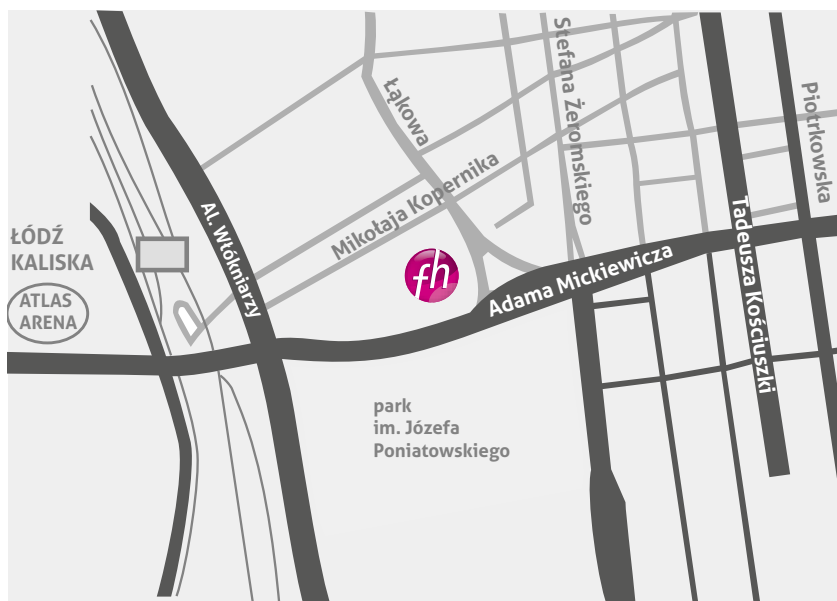 Łąkowa
Stefana Żeromskiego
Piotrkowska
Mikołaja Kopernika
Al. Włókniarzy
Tadeusza Kościuszki
ŁÓDŹ
KALISKA
fh
Adama Mickiewicza
ATLAS
ARENA
park
im. Józefa
Poniatowskiego